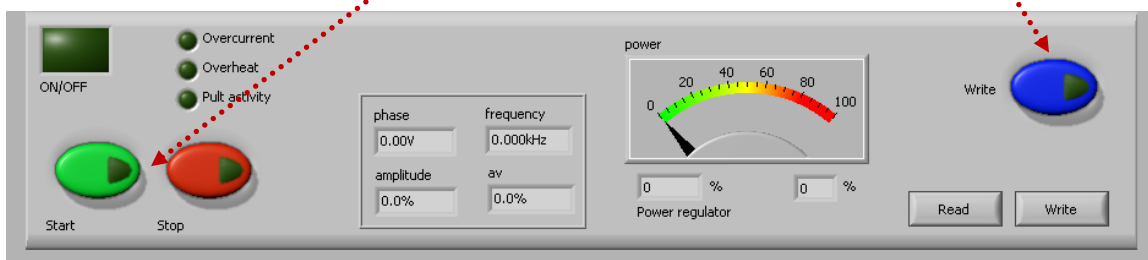 ON/OFF
Overcurrent
Overheat
Pult activity
Start
Stop
phase
frequency
0.00V
0.000kHz
amplitude
av
0.0%
0.0%
power
0 20 40 60 80 100
0 %
0 %
Power regulator
Write
Read
Write